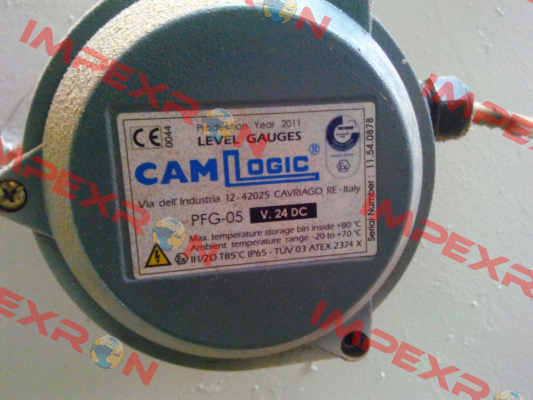 IMPEXRON
Production Year 2011
CE 0044
LEVEL GAUGES
CAMLOGIC®
Via dell'Industria 12 - 42025 CAVRIAGO, RE - Italy
PFG-05 V. 24 DC
Max. temperature storage bin inside +80°C
Ambient temperature range -20 to +70°C
Ex II1/2D T85°C IP65 - TÜV 03 ATEX 2374 X
Serial Number: 11.54.0878
Ex
IMPEXRON
IMPEXRON
IMPEXRON